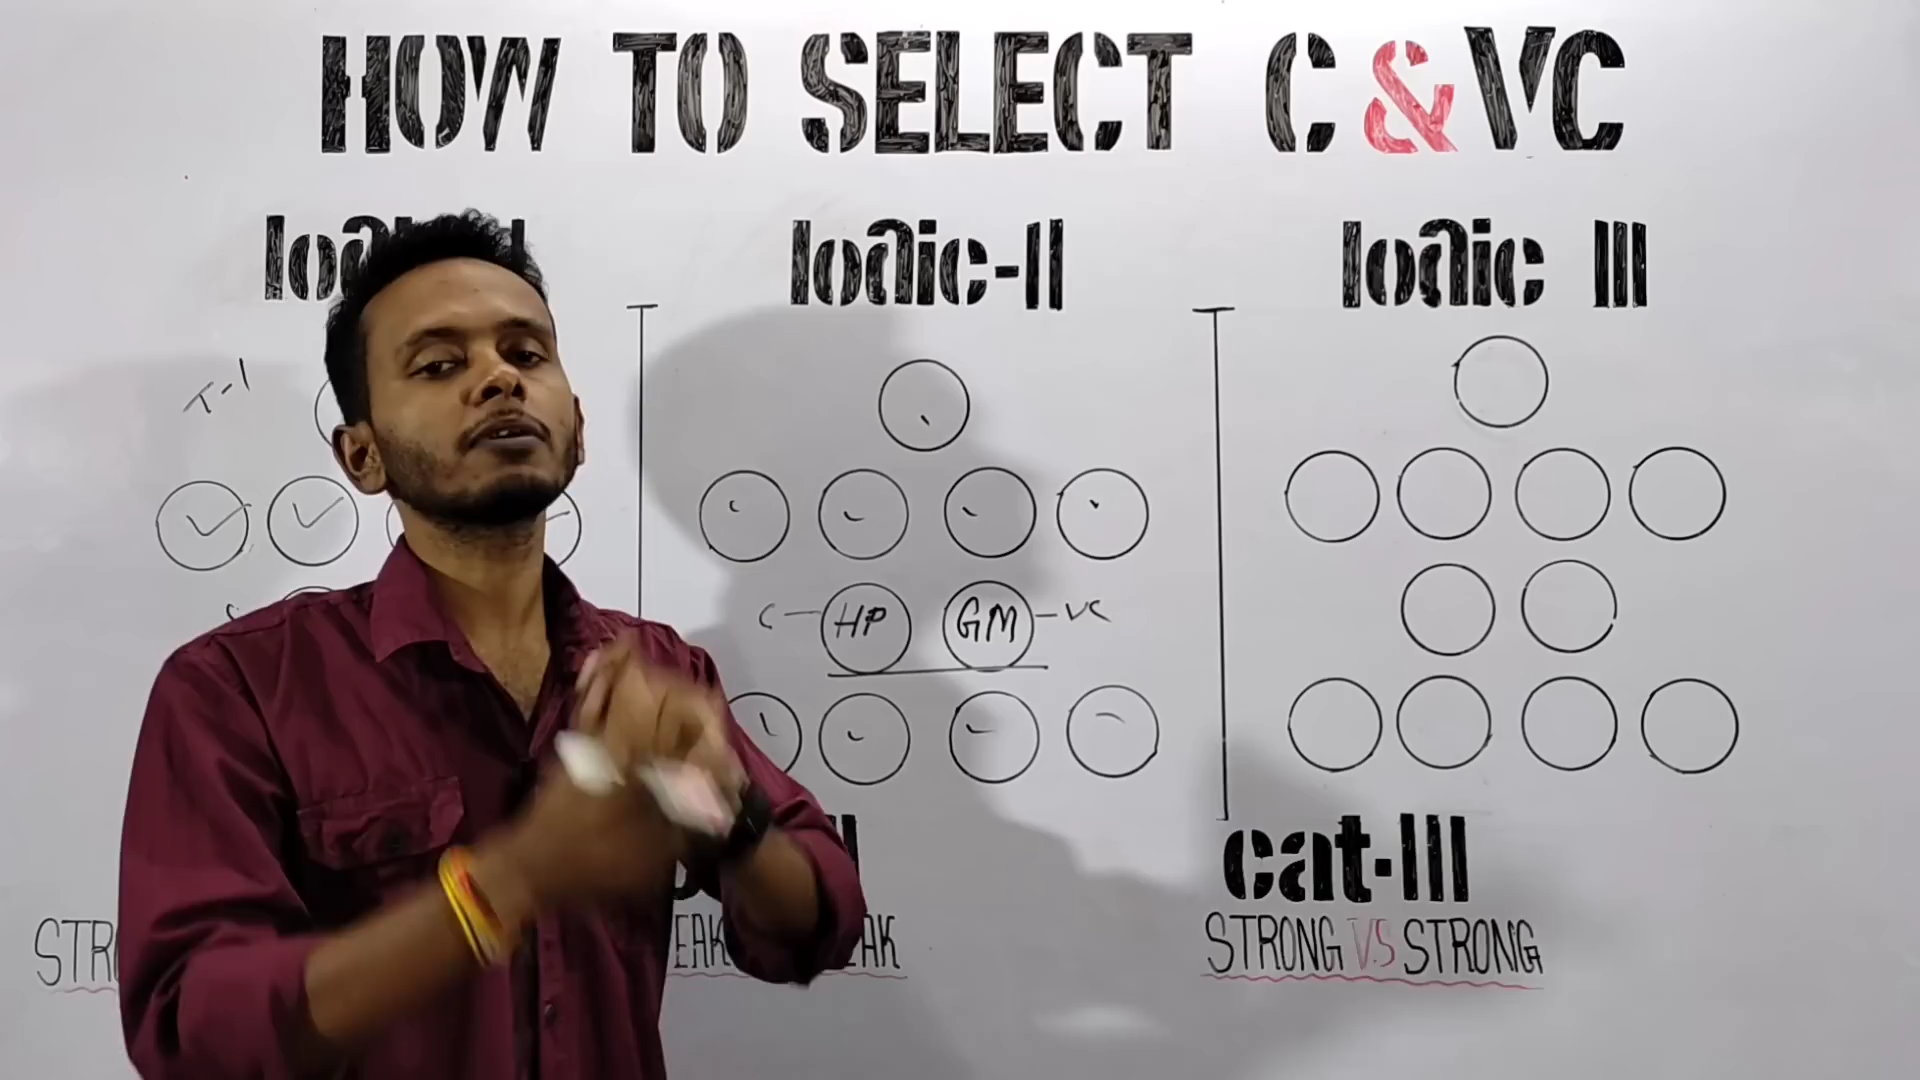 HOW TO SELECT C & VC
logic-II
logic III
T-1
C - HP GM - VC
cat-III
STRONG VS STRONG